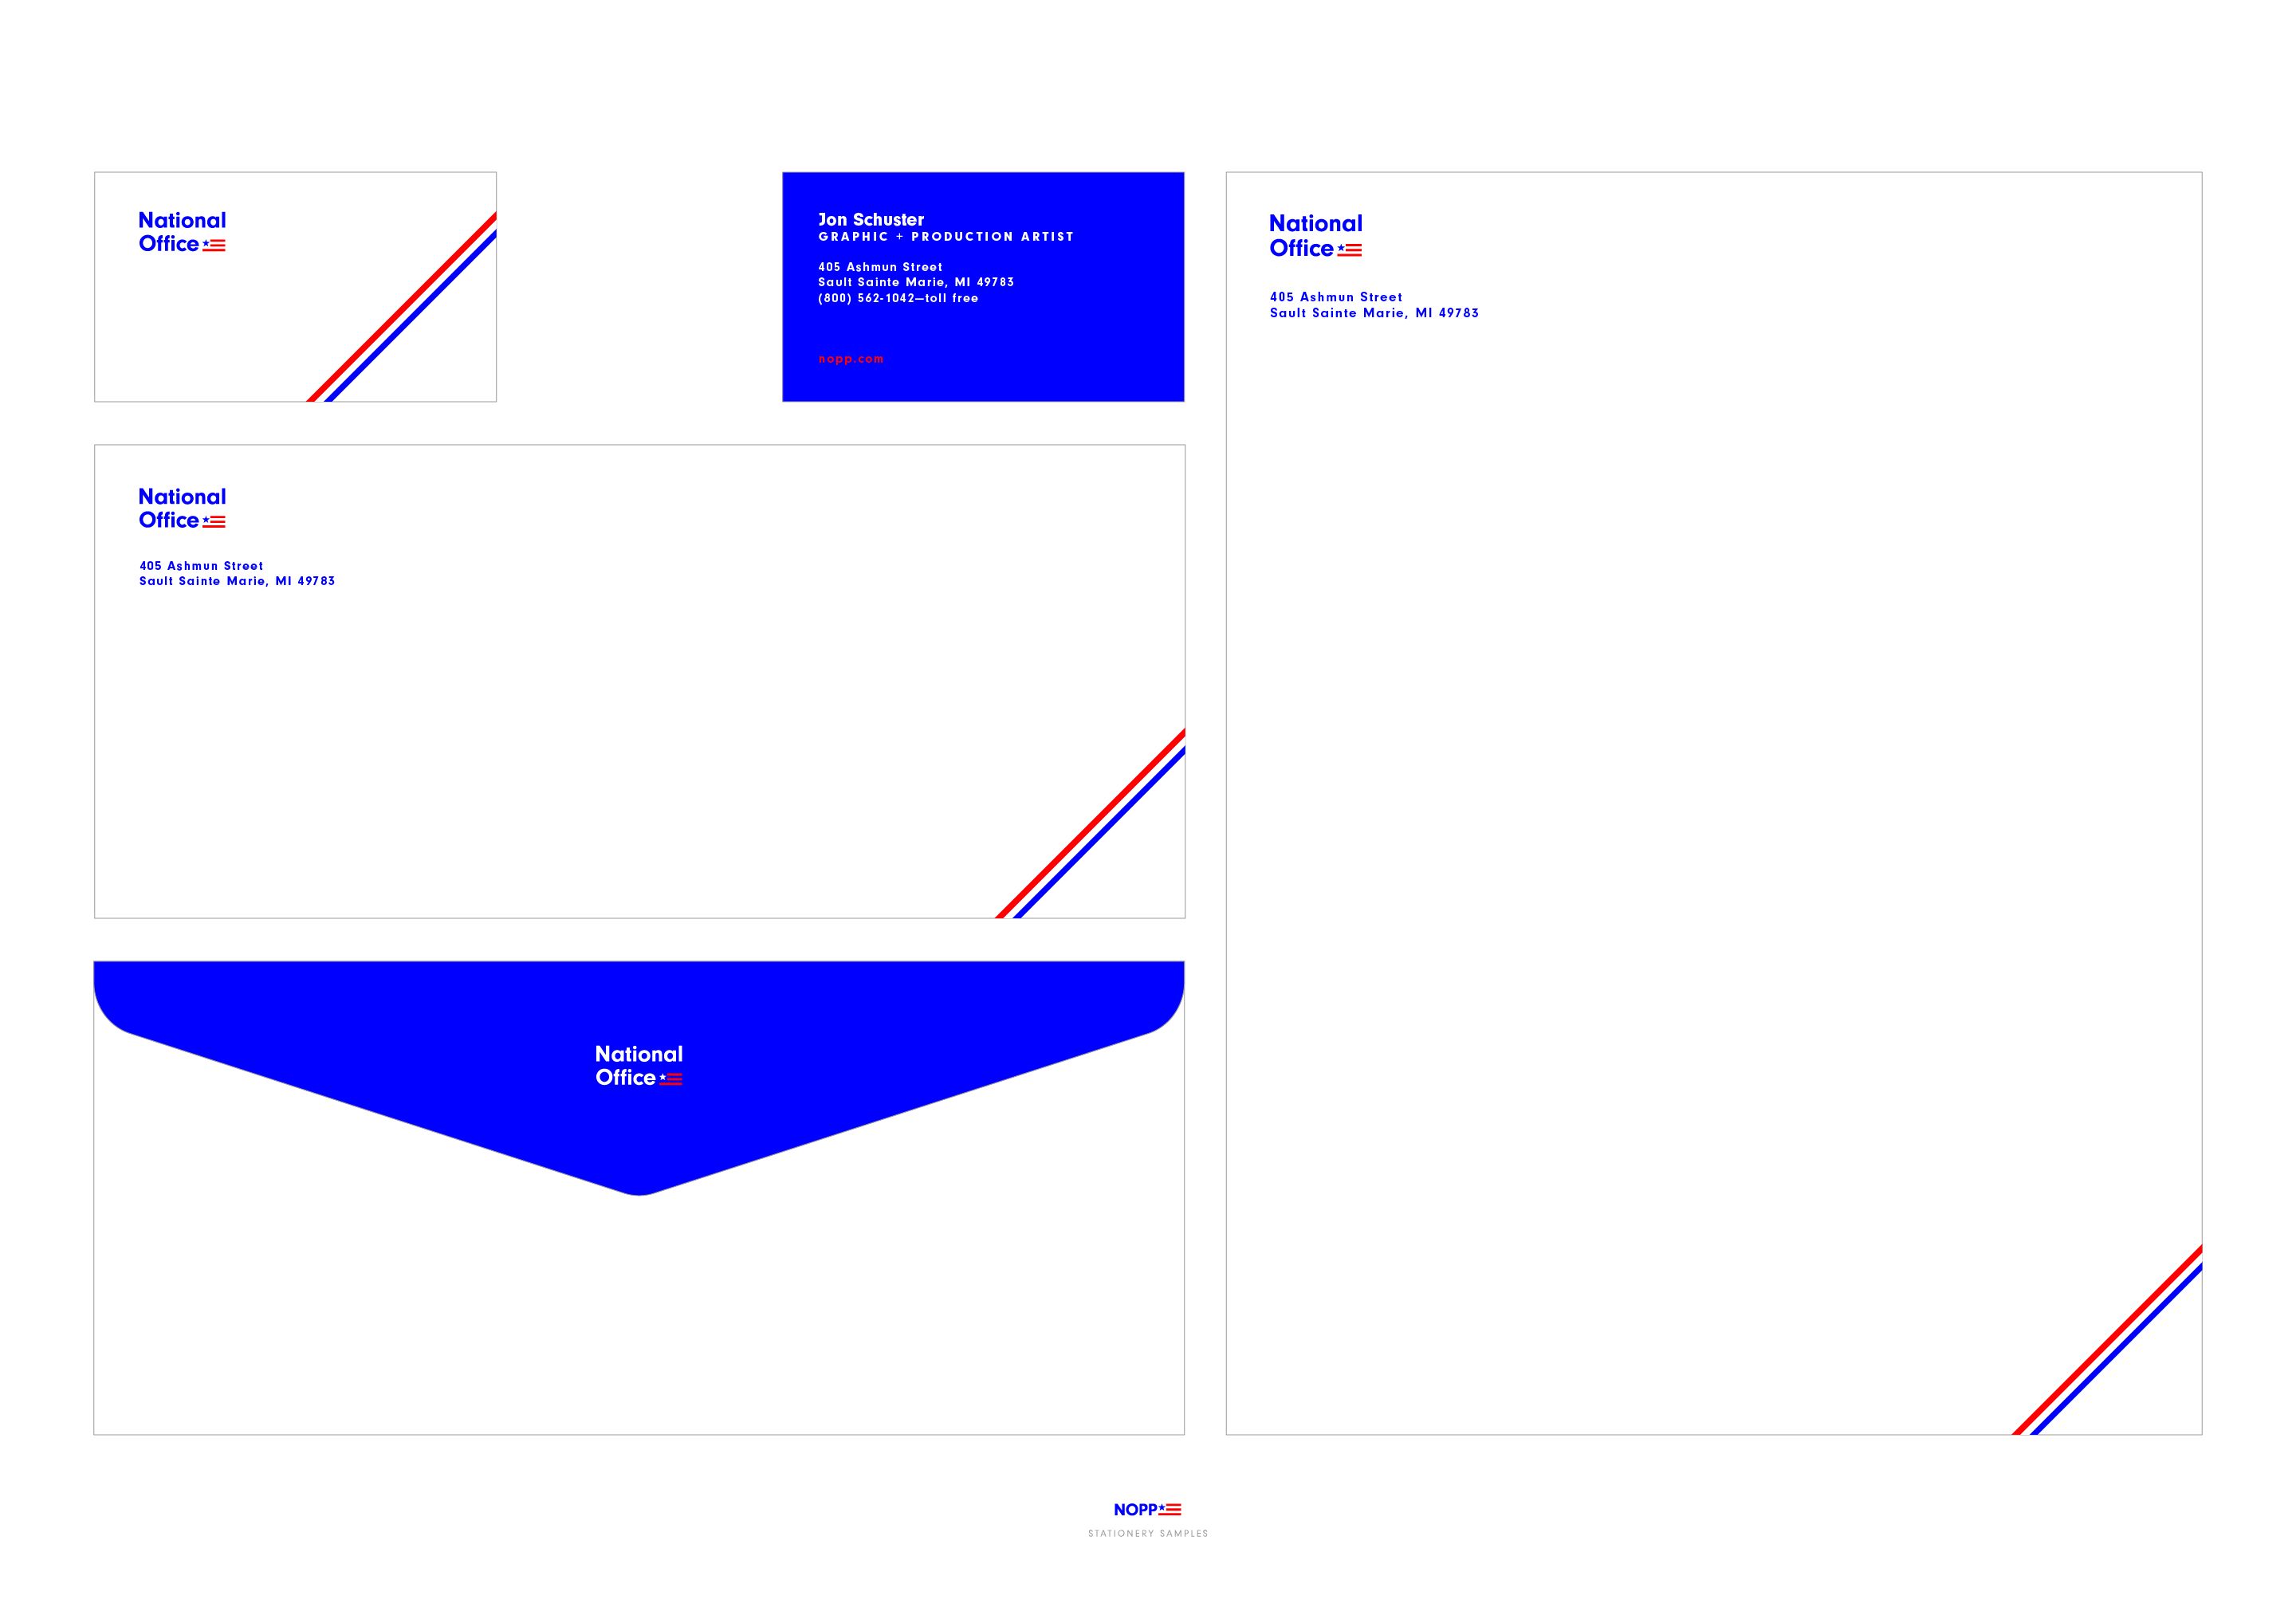 National
Office
Jon Schuster
GRAPHIC + PRODUCTION ARTIST
405 Ashmun Street
Sault Sainte Marie, MI 49783
(800) 562-1042—toll free
nopp.com
National
Office
405 Ashmun Street
Sault Sainte Marie, MI 49783
National
Office
405 Ashmun Street
Sault Sainte Marie, MI 49783
National
Office
NOPP
STATIONERY SAMPLES